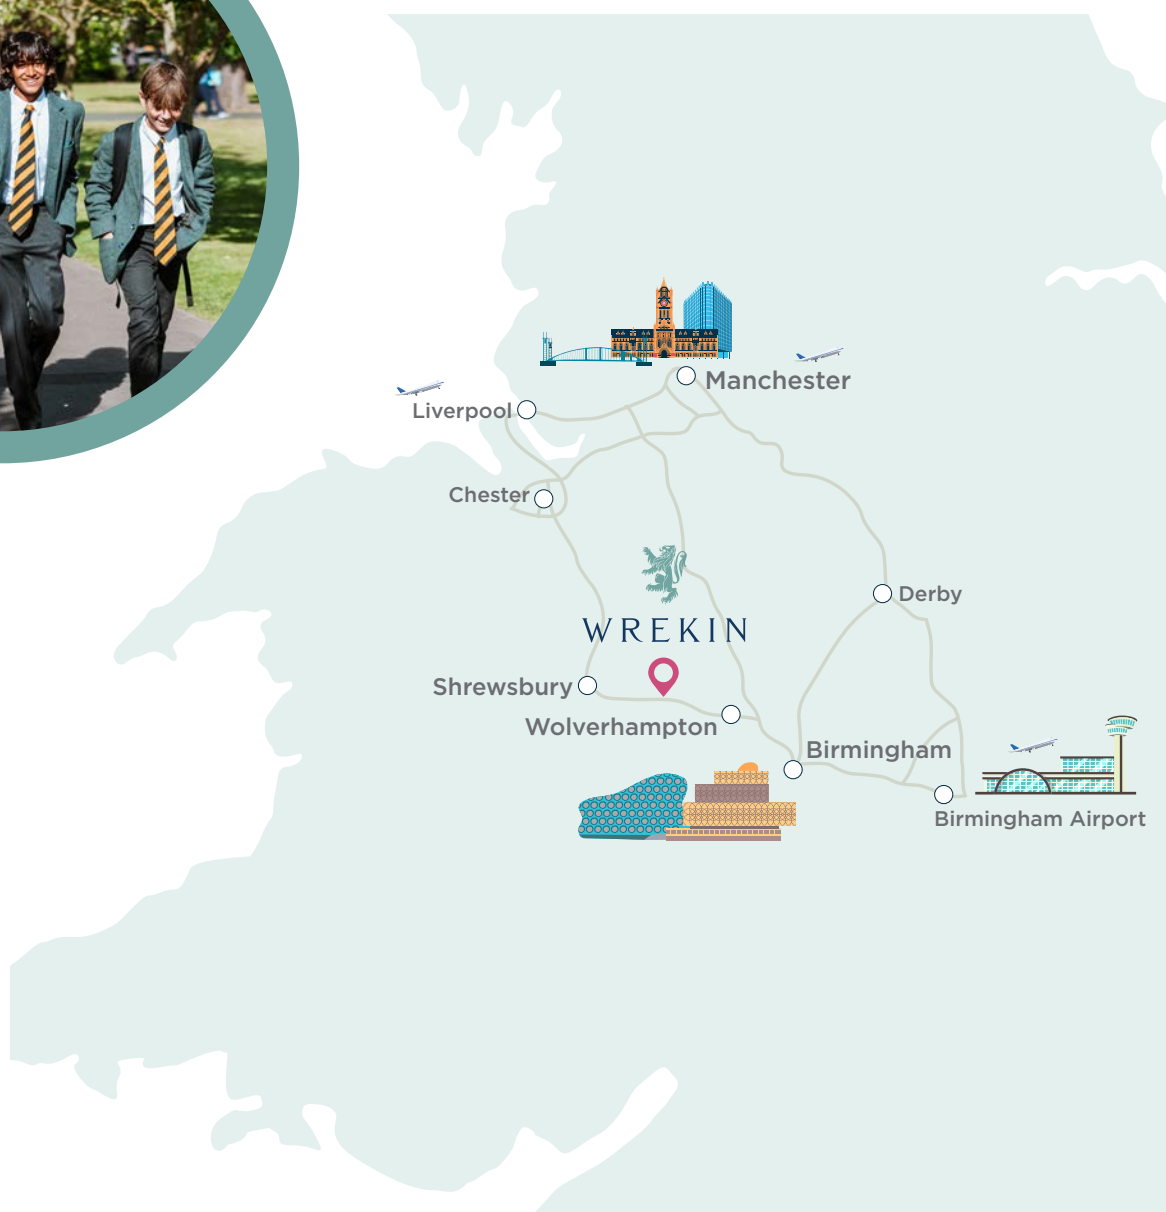 Manchester
Liverpool
Chester
Derby
WREKIN
Shrewsbury
Wolverhampton
Birmingham
Birmingham Airport